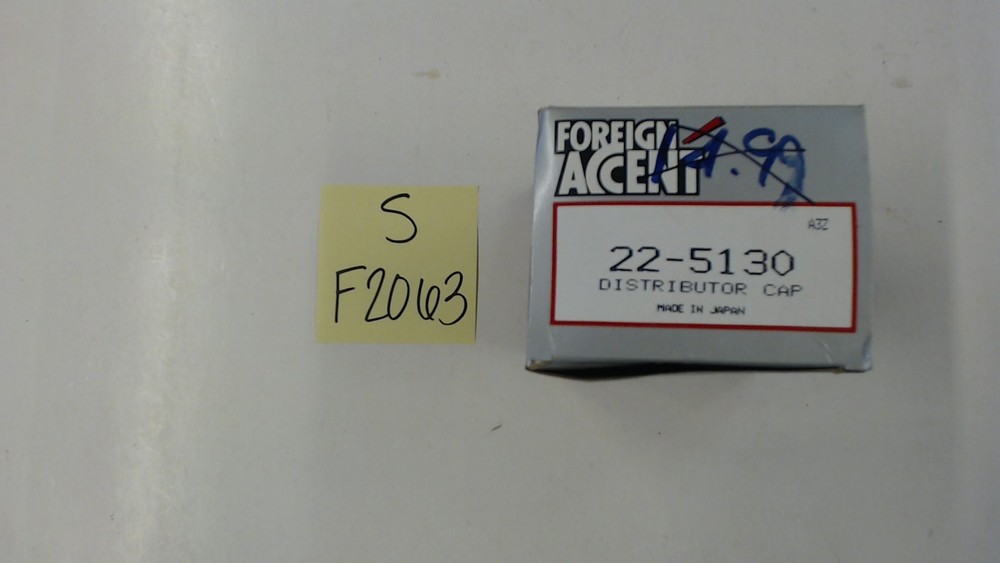 S
F2063
FOREIGN
ACCENT
14.99
A3Z
22-5130
DISTRIBUTOR CAP
MADE IN JAPAN